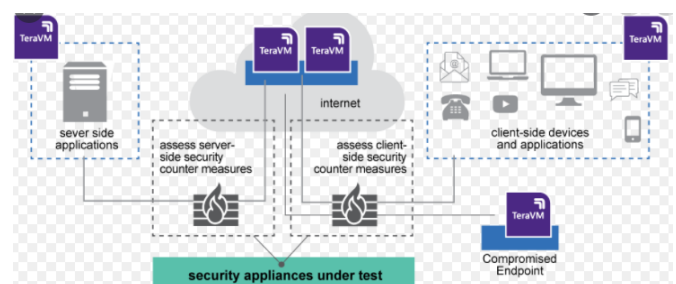 TeraVM
TeraVM
TeraVM
TeraVM
internet
sever side
applications
assess server-
side security
counter measures
assess client-
side security
counter measures
client-side devices
and applications
TeraVM
Compromised
Endpoint
security appliances under test